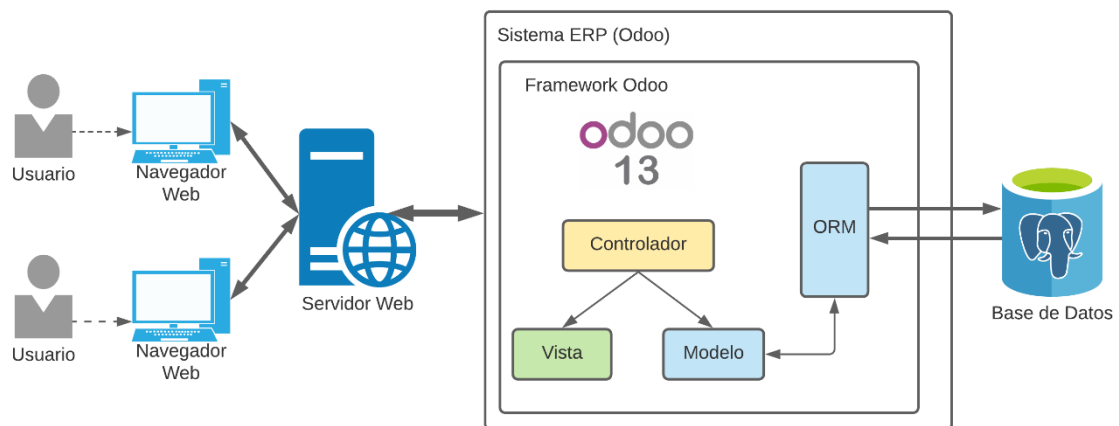 Sistema ERP (Odoo)
Framework Odoo
odoo
13
Usuario
Navegador
Web
Controlador
ORM
Servidor Web
Base de Datos
Usuario
Navegador
Web
Vista
Modelo